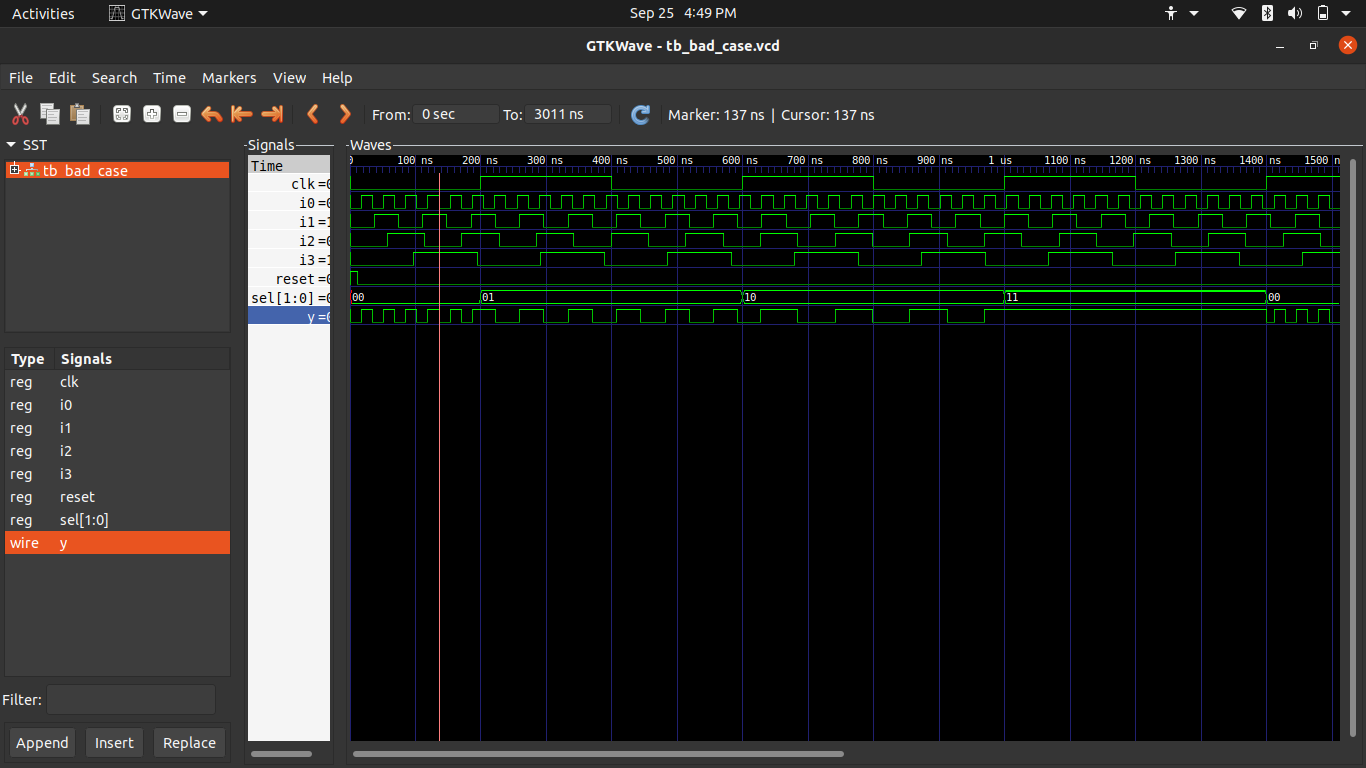 Activities GTKWave Sep 25 4:49 PM
GTKWave - tb_bad_case.vcd
File Edit Search Time Markers View Help
From: 0 sec To: 3011 ns Marker: 137 ns | Cursor: 137 ns
SST
tb_bad_case
Type Signals
reg clk
reg i0
reg i1
reg i2
reg i3
reg reset
reg sel[1:0]
wire y
Filter:
Append Insert Replace
Signals
Time
clk =0
i0 =0
i1 =1
i2 =0
i3 =1
reset =0
sel[1:0] =0
y =0
Waves
0 100 ns 200 ns 300 ns 400 ns 500 ns 600 ns 700 ns 800 ns 900 ns 1 us 1100 ns 1200 ns 1300 ns 1400 ns 1500 n
00 01 10 11 00